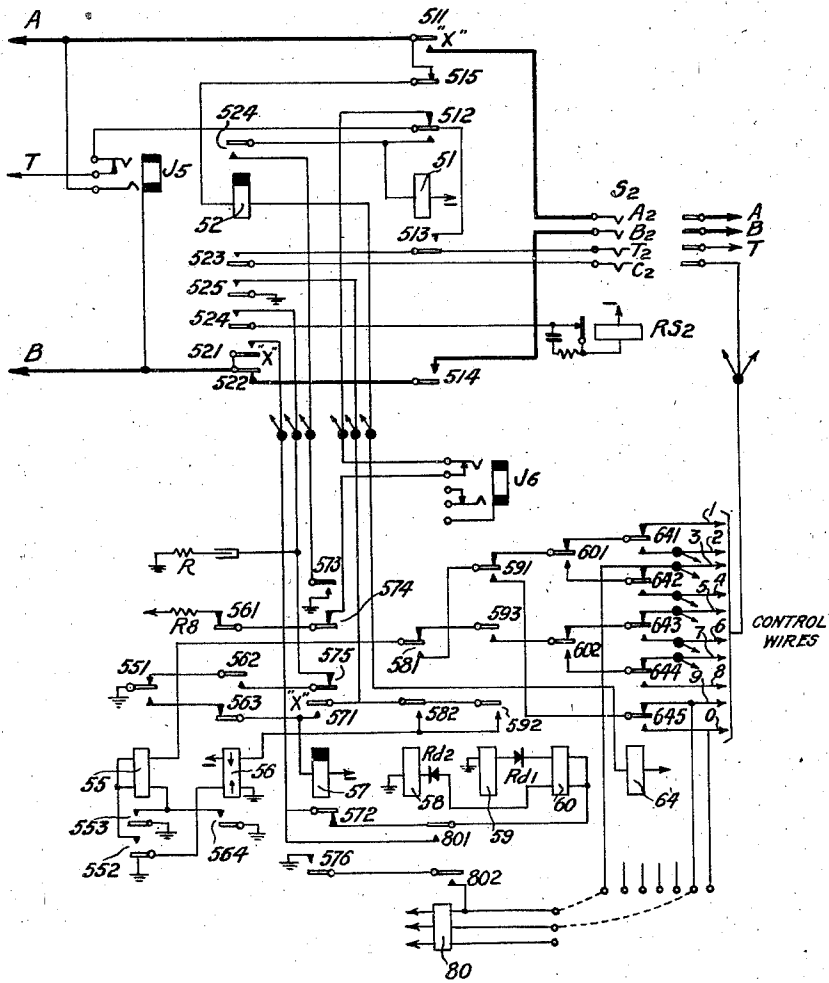 A
511
"X"
515
524
512
T
J5
51
52
S2
A2
A
B2
B
513
T2
T
523
C2
525
524
RS2
521
"X"
B
522
514
J6
1
641
3
2
601
R
573
591
642
4
5
R8
561
574
593
643
6
CONTROL
WIRES
7
581
602
551
562
575
644
9
8
563
"X"
571
582
592
645
0
55
56
57
Rd2
58
59
Rd1
60
64
572
553
564
801
552
576
802
80